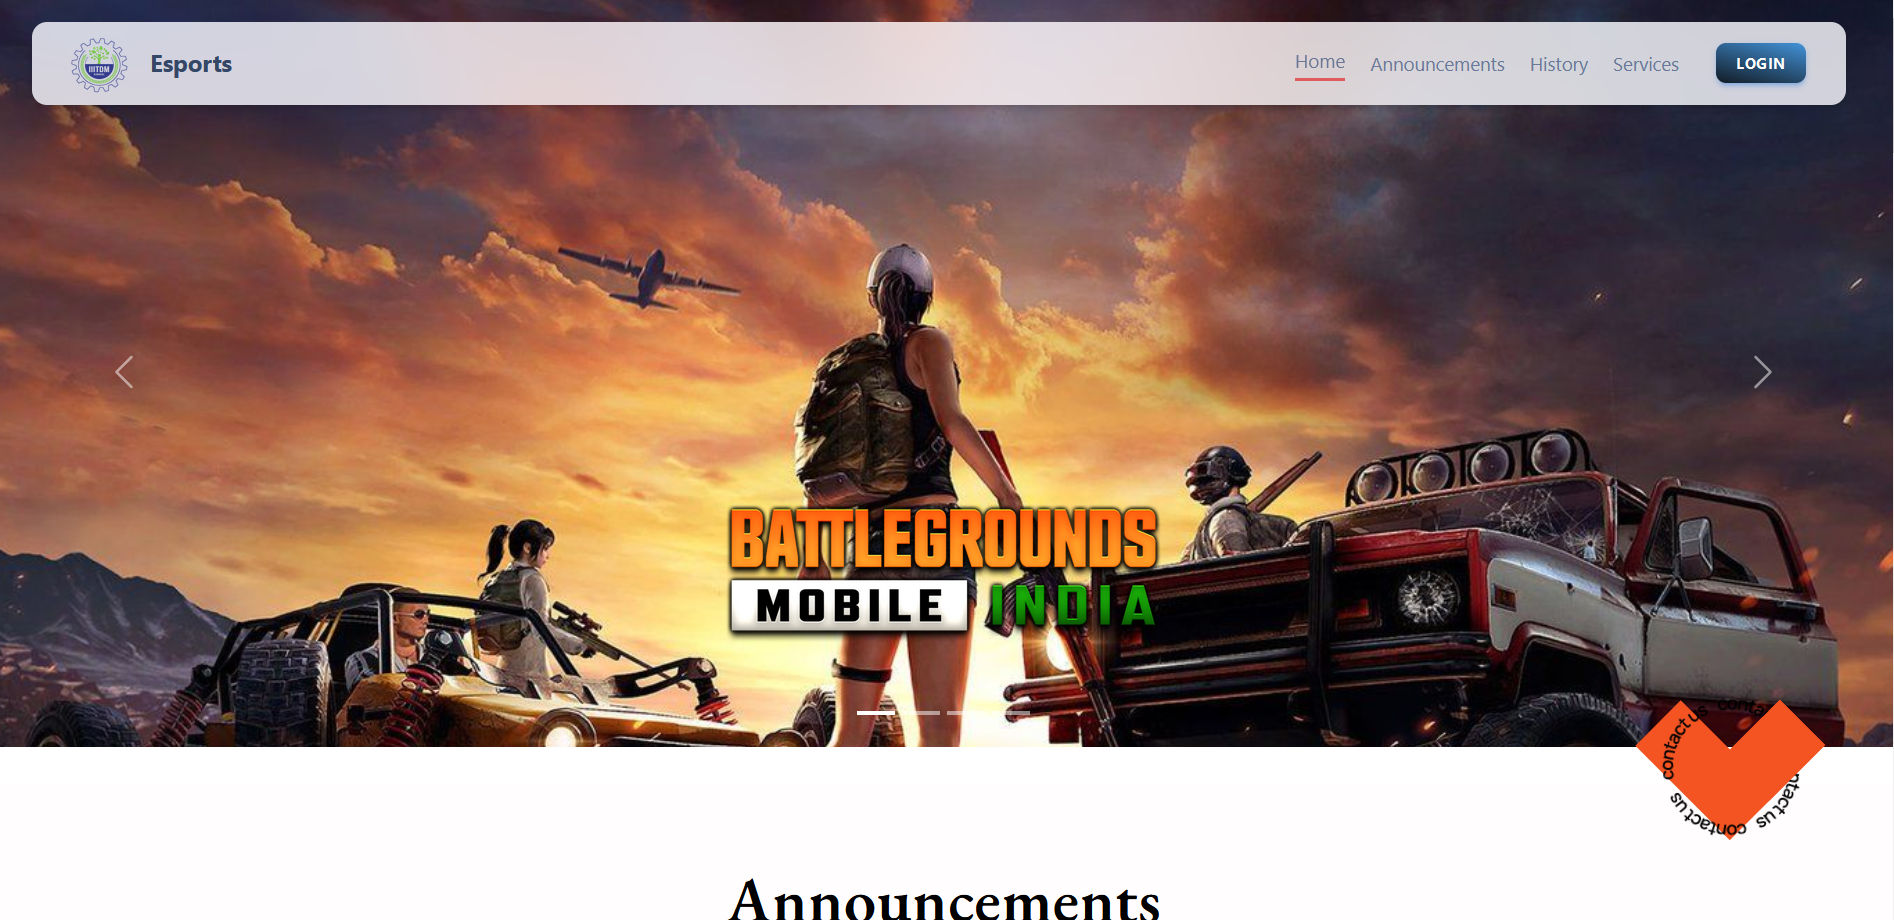 IIITDM
Esports
Home
Announcements
History
Services
LOGIN
BATTLEGROUNDS
MOBILE INDIA
contact us
contact us
contact us
Announcements